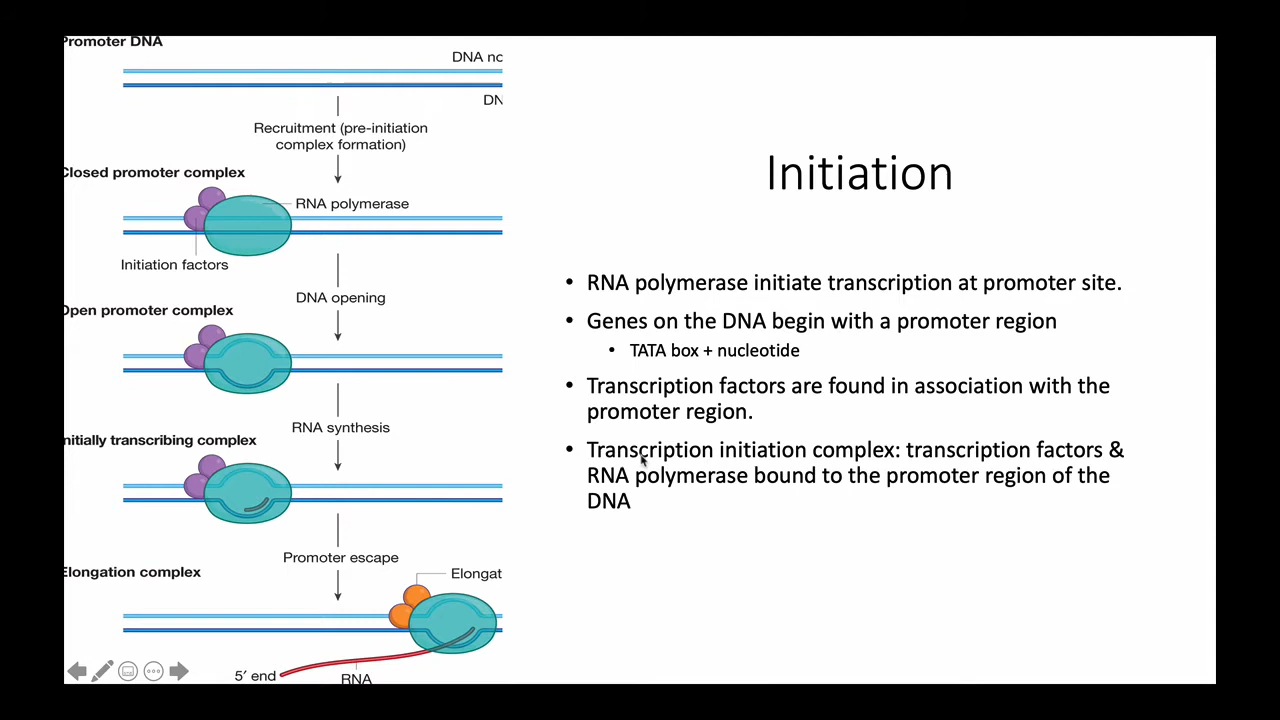 Promoter DNA
DNA nc
DN
Recruitment (pre-initiation
complex formation)
Closed promoter complex
RNA polymerase
Initiation factors
DNA opening
Open promoter complex
RNA synthesis
Initially transcribing complex
Promoter escape
Elongation complex
Elongat
5′ end
RNA
Initiation
• RNA polymerase initiate transcription at promoter site.
• Genes on the DNA begin with a promoter region
• TATA box + nucleotide
• Transcription factors are found in association with the
promoter region.
• Transcription initiation complex: transcription factors &
RNA polymerase bound to the promoter region of the
DNA